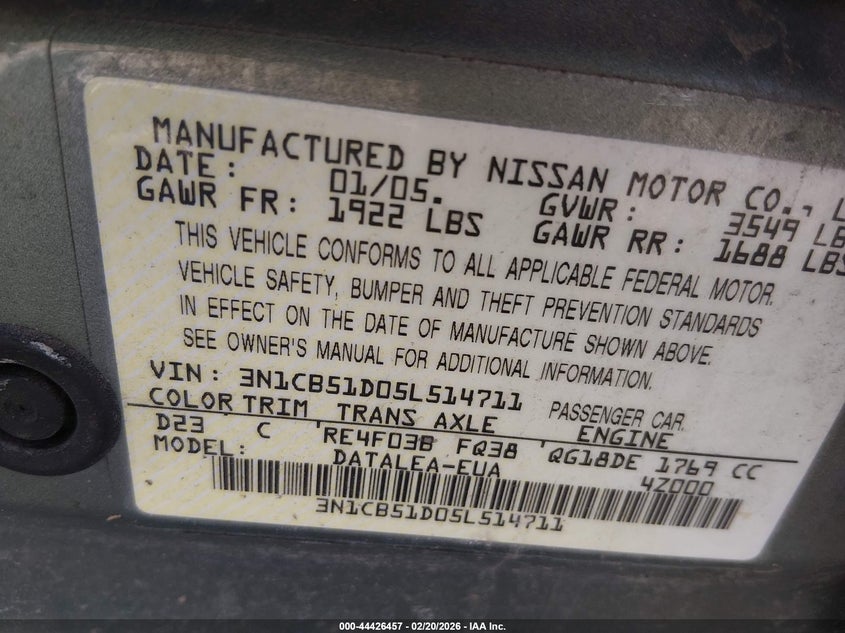 MANUFACTURED BY NISSAN MOTOR CO., L
DATE: 01/05. GVWR: 3549 LB
GAWR FR: 1922 LBS GAWR RR: 1688 LBS
THIS VEHICLE CONFORMS TO ALL APPLICABLE FEDERAL MOTOR
VEHICLE SAFETY, BUMPER AND THEFT PREVENTION STANDARDS
IN EFFECT ON THE DATE OF MANUFACTURE SHOWN ABOVE.
SEE OWNER'S MANUAL FOR ADDITIONAL INFORMATION.
VIN: 3N1CB51D05L514711 PASSENGER CAR
COLOR TRIM TRANS AXLE ENGINE
D23 C RE4F03B FQ38 QG18DE 1769 CC
MODEL: DATALEA-EUA 4Z000
3N1CB51D05L514711
000-44426457 | 02/20/2026 – IAA Inc.